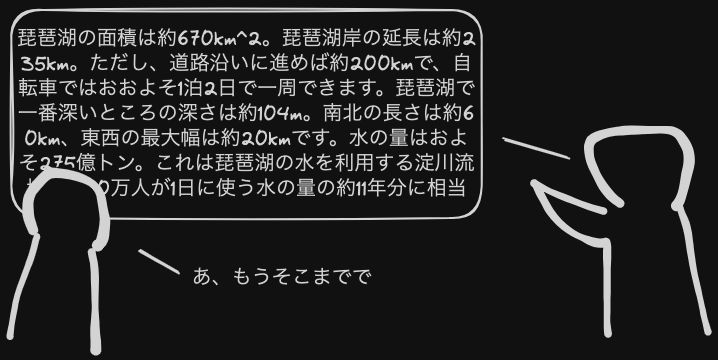 琵琶湖の面積は約670km^2。琵琶湖岸の延長は約2
35km。ただし、道路沿いに進めば約200kmで、自
転車ではおおよそ1泊2日で一周できます。琵琶湖で
一番深いところの深さは約104m。南北の長さは約6
0km、東西の最大幅は約20kmです。水の量はおよ
そ275億トン。これは琵琶湖の水を利用する淀川流
0万人が1日に使う水の量の約11年分に相当
あ、もうそこまでで